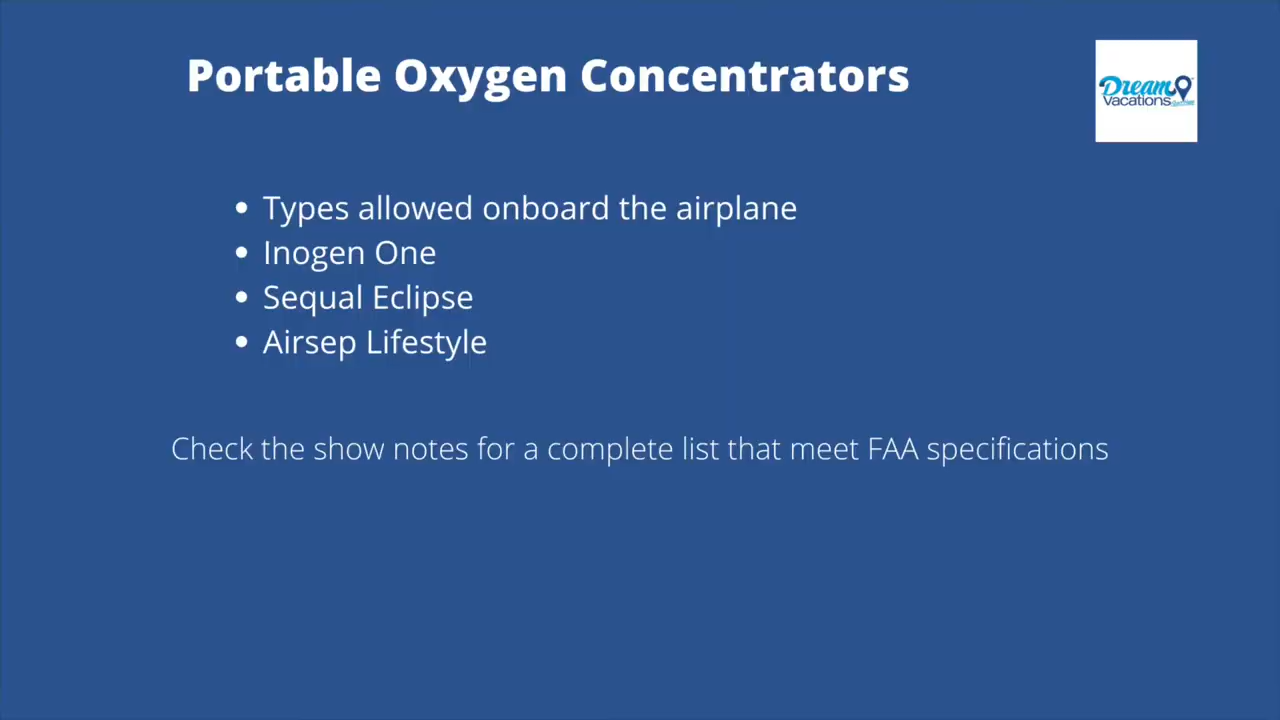 Portable Oxygen Concentrators
Dream
Vacations
• Types allowed onboard the airplane
• Inogen One
• Sequal Eclipse
• Airsep Lifestyle
Check the show notes for a complete list that meet FAA specifications